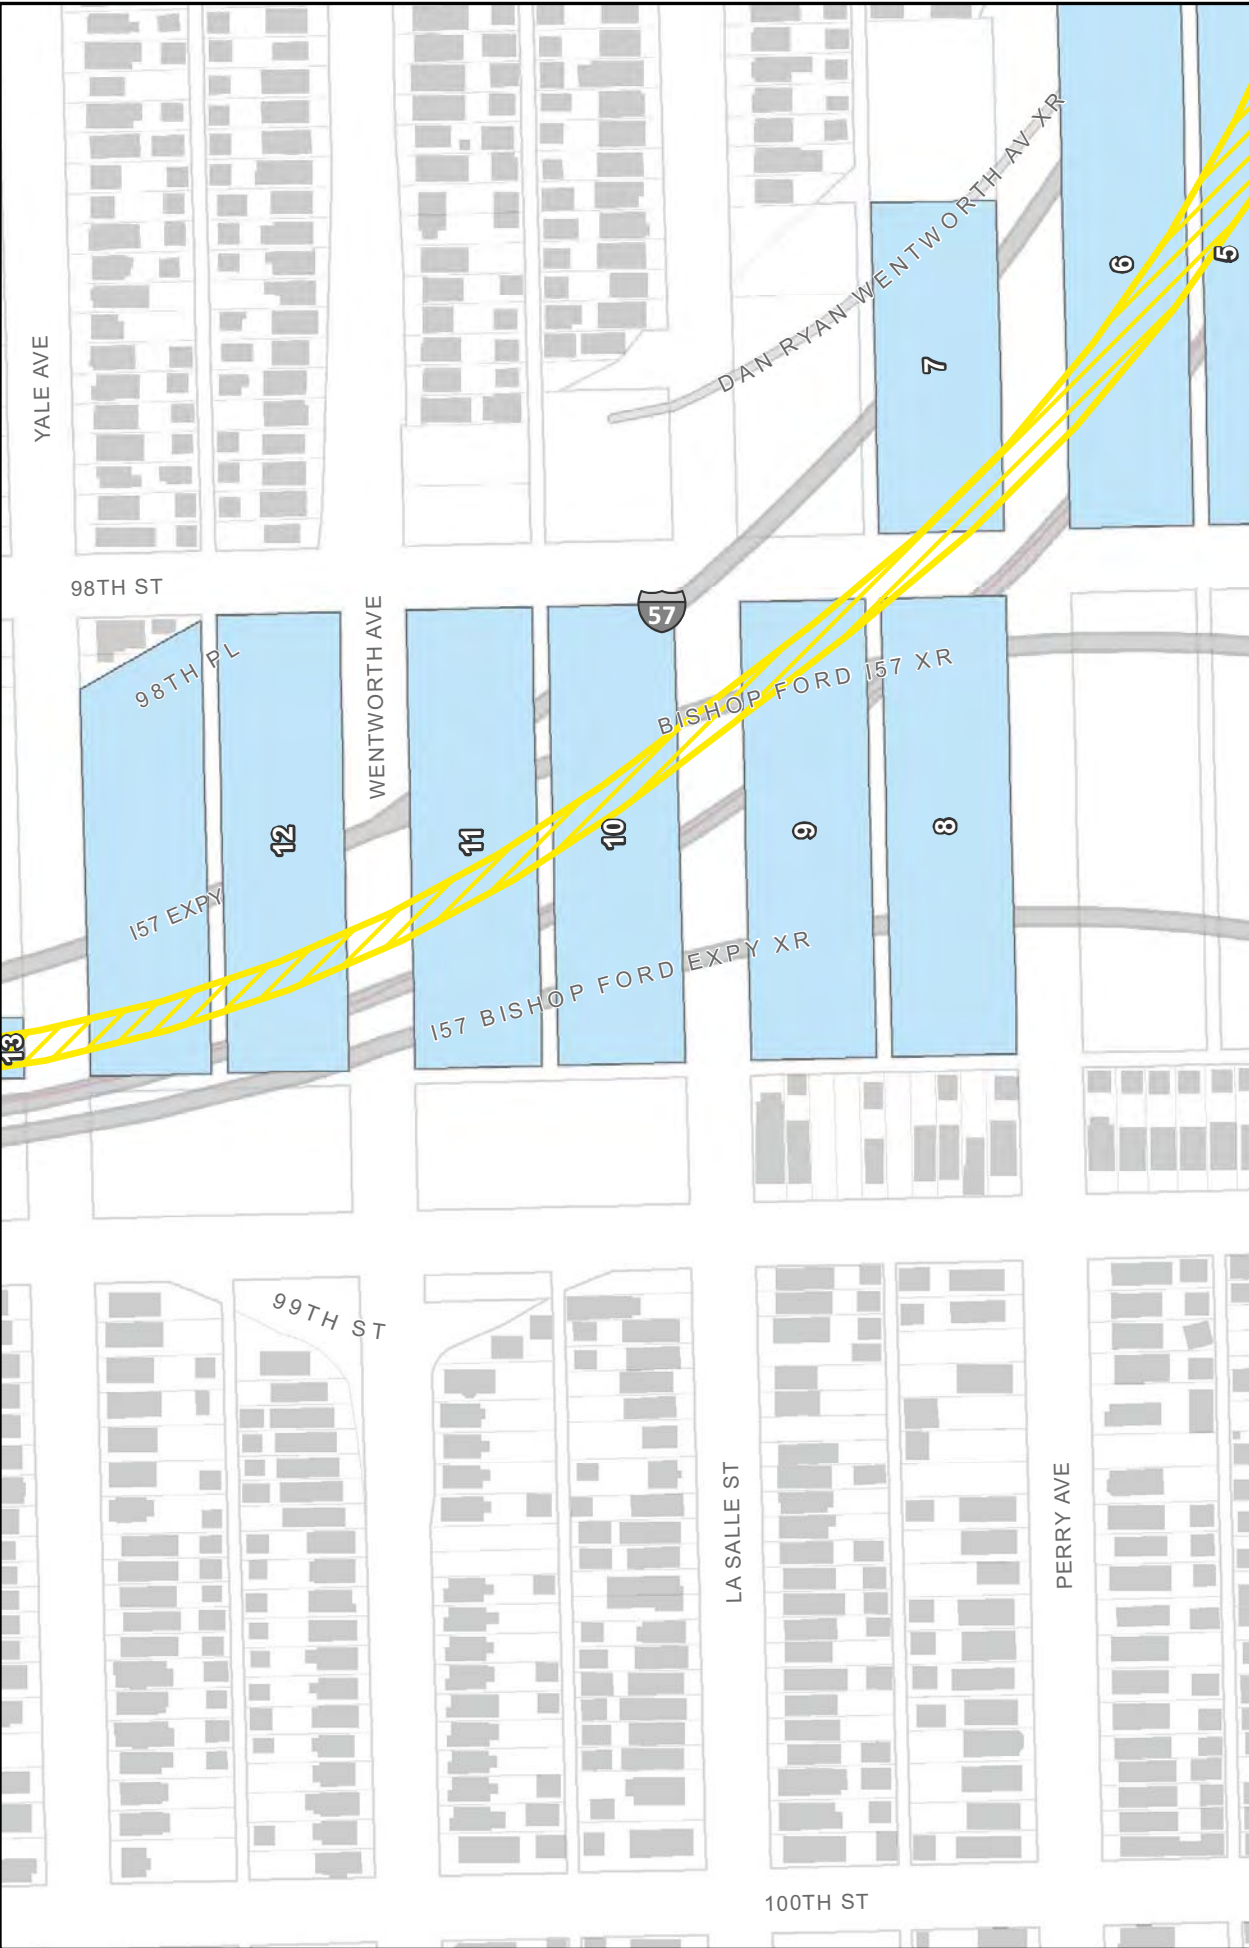 DAN RYAN WENTWORTH AV XR
6
5
7
YALE AVE
98TH ST
57
WENTWORTH AVE
98TH PL
BISHOP FORD I57 XR
12
11
10
9
8
I57 EXPY
I57 BISHOP FORD EXPY XR
13
99TH ST
LA SALLE ST
PERRY AVE
100TH ST